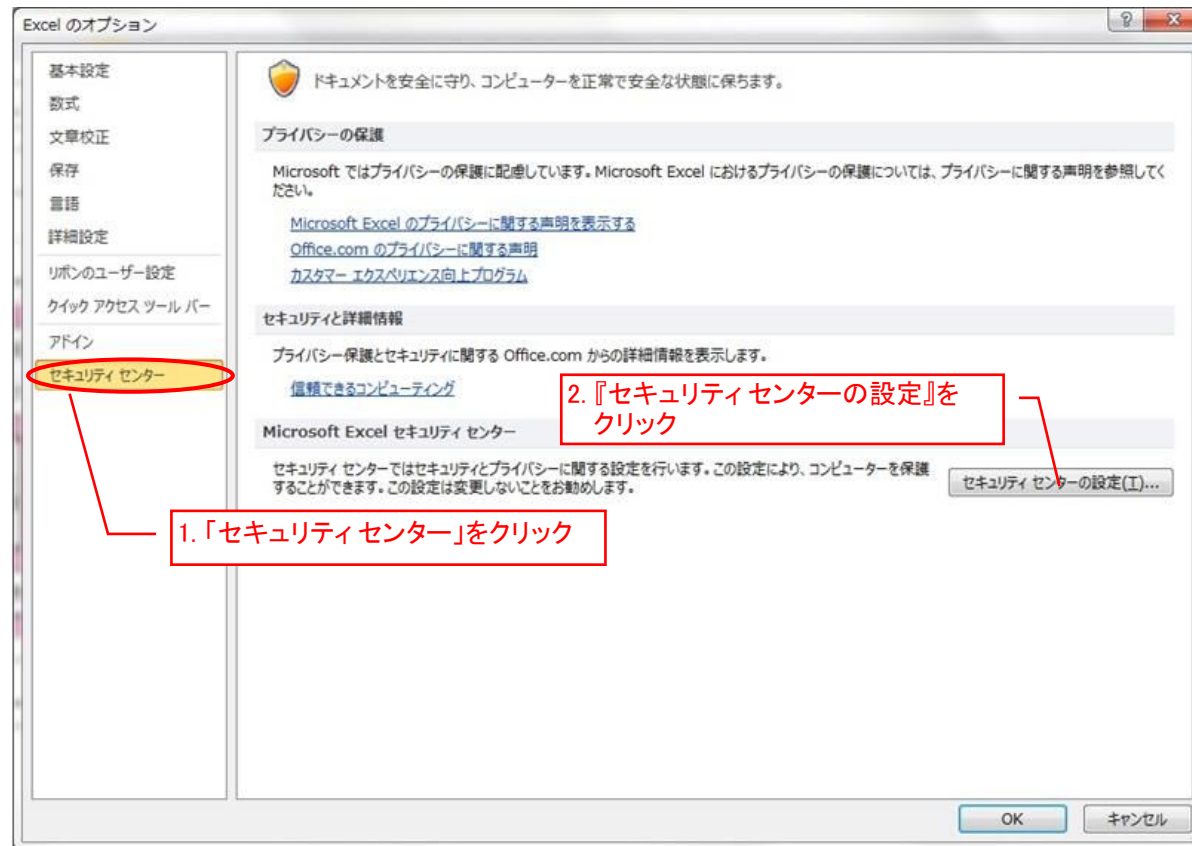 Excel のオプション
基本設定
数式
文章校正
保存
言語
詳細設定
リボンのユーザー設定
クイック アクセス ツール バー
アドイン
セキュリティ センター
ドキュメントを安全に守り、コンピューターを正常で安全な状態に保ちます。
プライバシーの保護
Microsoft ではプライバシーの保護に配慮しています。Microsoft Excel におけるプライバシーの保護については、プライバシーに関する声明を参照してく
ださい。
Microsoft Excel のプライバシーに関する声明を表示する
Office.com のプライバシーに関する声明
カスタマー エクスペリエンス向上プログラム
セキュリティと詳細情報
プライバシー保護とセキュリティに関する Office.com からの詳細情報を表示します。
信頼できるコンピューティング
2.『セキュリティ センターの設定』を
クリック
Microsoft Excel セキュリティ センター
セキュリティ センターではセキュリティとプライバシーに関する設定を行います。この設定により、コンピューターを保護
することができます。この設定は変更しないことをお勧めします。
セキュリティ センターの設定(T)...
1.「セキュリティ センター」をクリック
OK
キャンセル